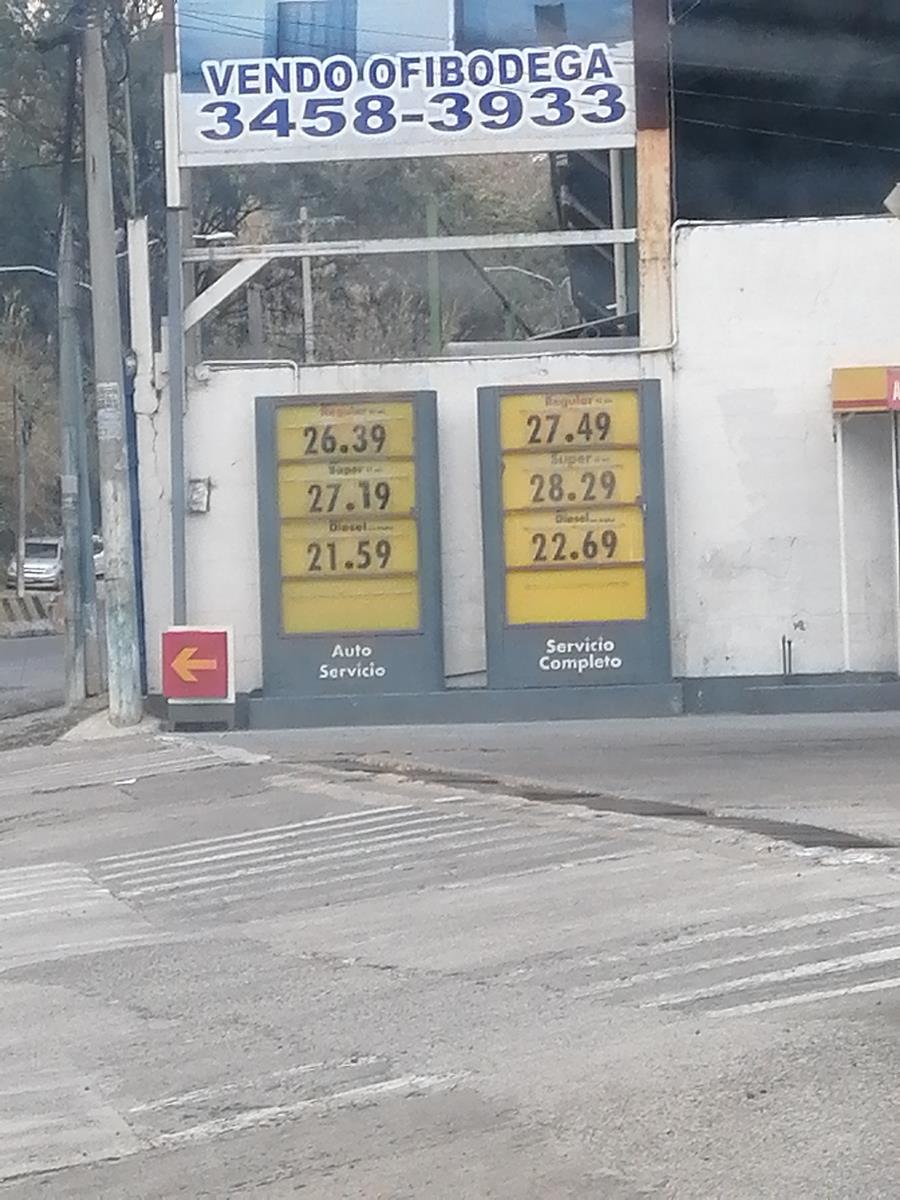 VENDO OFIBODEGA
3458-3933
Regular
26.39
Super
27.19
Diesel
21.59
Auto
Servicio
Regular
27.49
Super
28.29
Diesel
22.69
Servicio
Completo
A